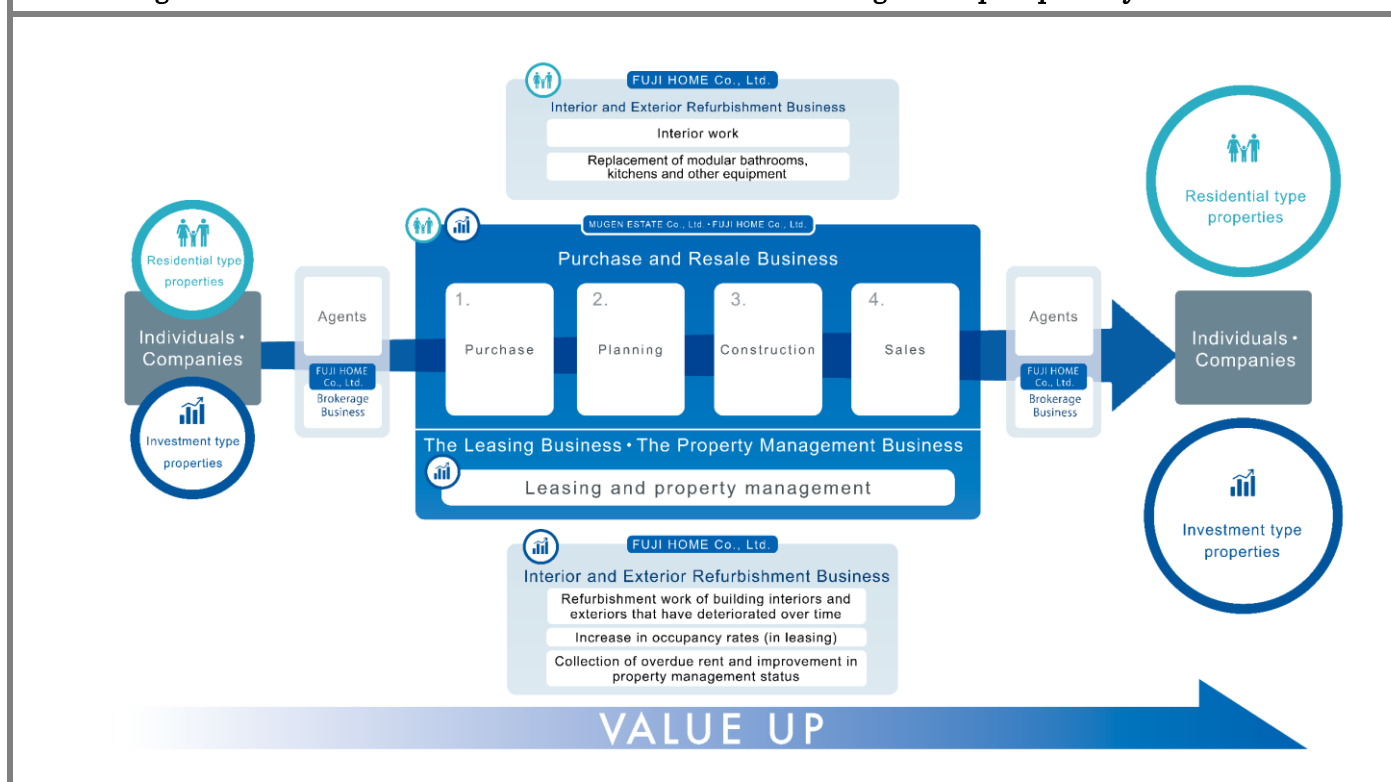 FUJI HOME Co., Ltd.
Interior and Exterior Refurbishment Business
Interior work
Replacement of modular bathrooms,
kitchens and other equipment
Residential type
properties
Individuals・
Companies
Investment type
properties
Agents
FUJI HOME
Co., Ltd.
Brokerage
Business
MUGEN ESTATE Co., Ltd.・FUJI HOME Co., Ltd.
Purchase and Resale Business
1.
Purchase
2.
Planning
3.
Construction
4.
Sales
The Leasing Business・The Property Management Business
Leasing and property management
Agents
FUJI HOME
Co., Ltd.
Brokerage
Business
Residential type
properties
Individuals・
Companies
Investment type
properties
FUJI HOME Co., Ltd.
Interior and Exterior Refurbishment Business
Refurbishment work of building interiors and
exteriors that have deteriorated over time
Increase in occupancy rates (in leasing)
Collection of overdue rent and improvement in
property management status
VALUE UP